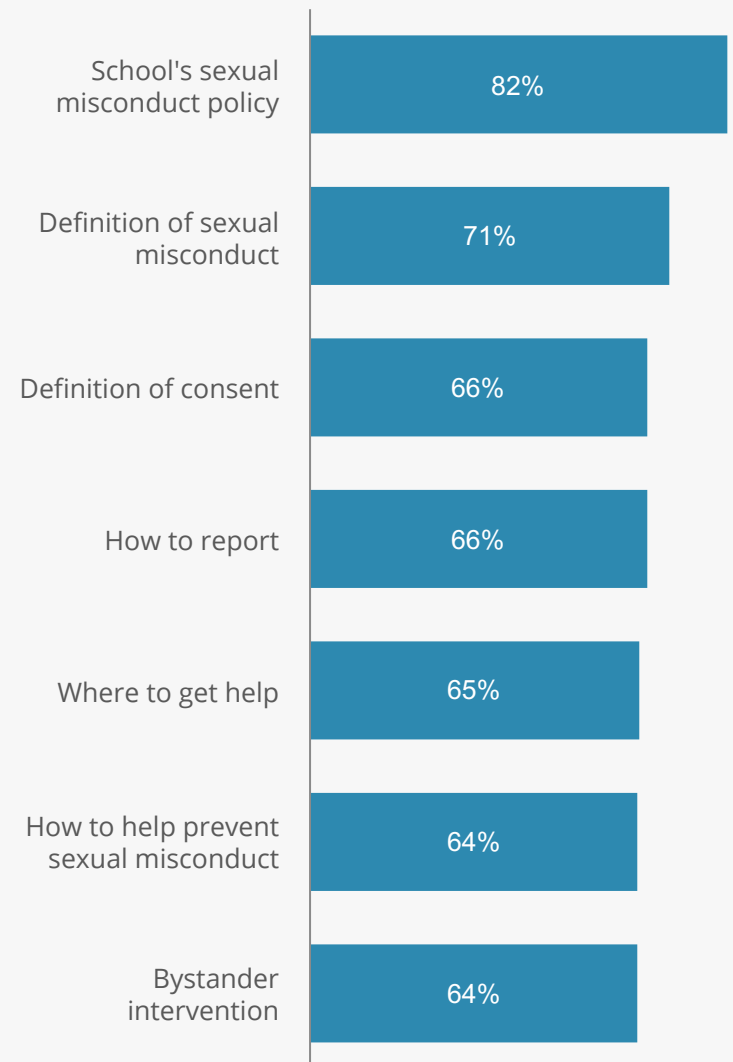 School's sexual
misconduct policy
82%
Definition of sexual
misconduct
71%
Definition of consent
66%
How to report
66%
Where to get help
65%
How to help prevent
sexual misconduct
64%
Bystander
intervention
64%